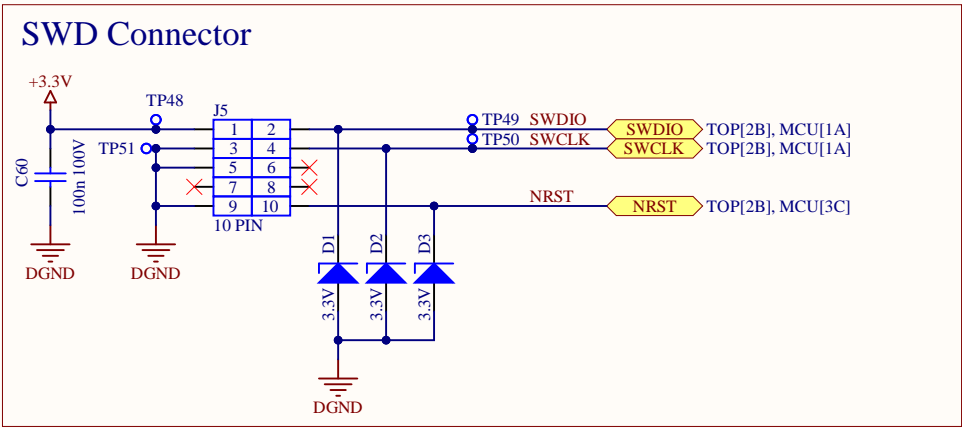 SWD Connector
+3.3V
TP48
J5
TP49 SWDIO
1 2
SWDIO TOP[2B], MCU[1A]
TP50 SWCLK
TP51
3 4
SWCLK TOP[2B], MCU[1A]
5 6
7 8
9 10
NRST
NRST TOP[2B], MCU[3C]
10 PIN
C60
100n 100V
DGND
DGND
D1
D2
D3
3.3V
3.3V
3.3V
DGND